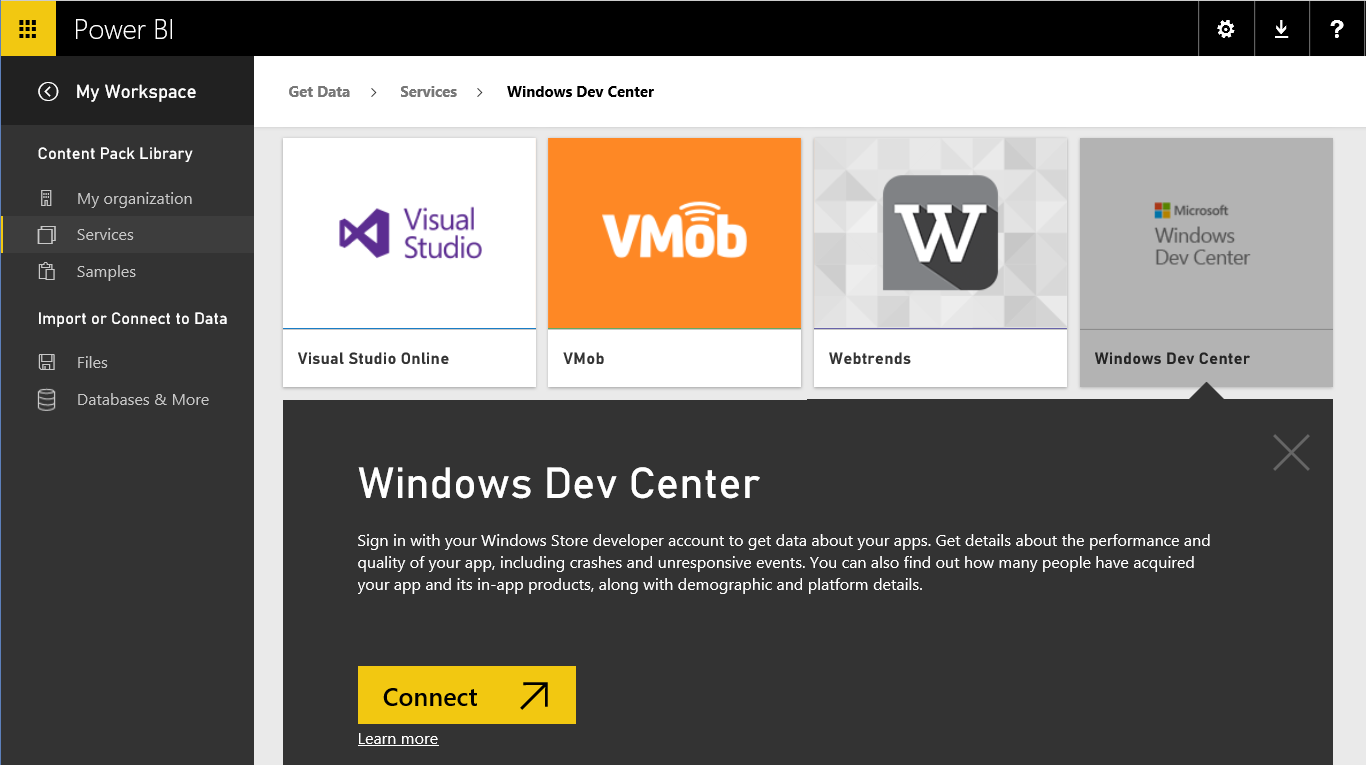 Power BI
?
My Workspace
Get Data > Services > Windows Dev Center
Content Pack Library
My organization
Services
Samples
Import or Connect to Data
Files
Databases & More
Visual
Studio
VMob
W
Microsoft
Windows
Dev Center
Visual Studio Online
VMob
Webtrends
Windows Dev Center
Windows Dev Center
Sign in with your Windows Store developer account to get data about your apps. Get details about the performance and
quality of your app, including crashes and unresponsive events. You can also find out how many people have acquired
your app and its in-app products, along with demographic and platform details.
Connect
Learn more